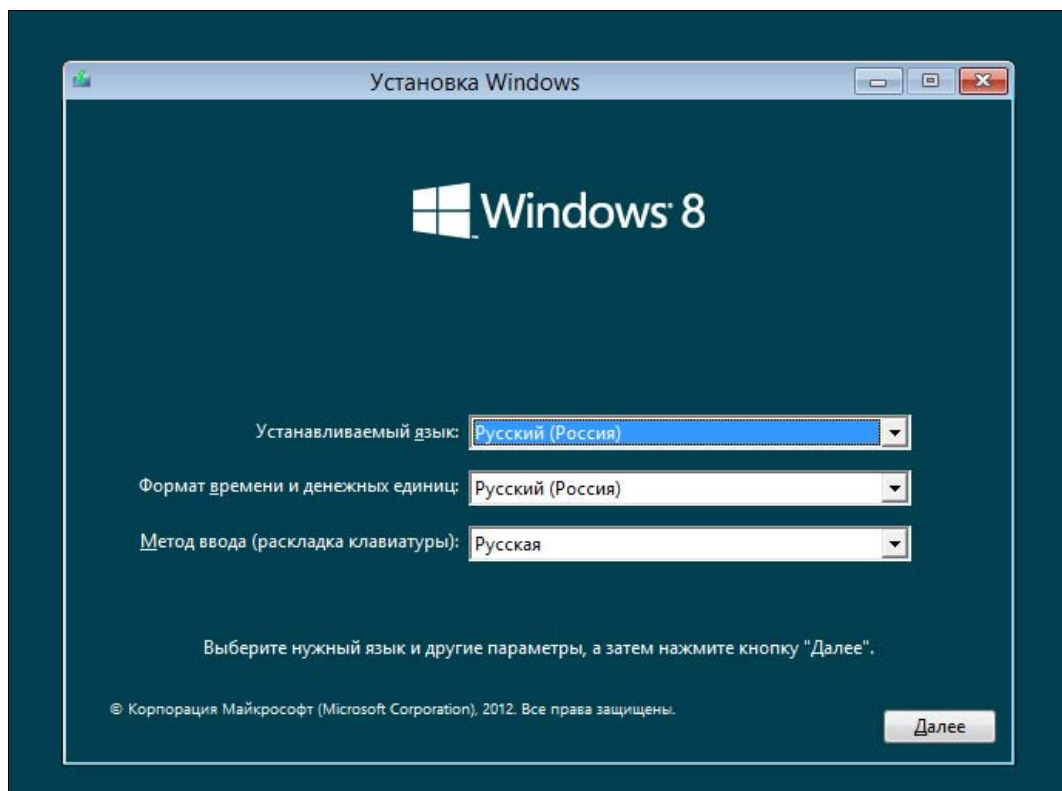 Установка Windows
Windows 8
Устанавливаемый язык: Русский (Россия)
Формат времени и денежных единиц: Русский (Россия)
Метод ввода (раскладка клавиатуры): Русская
Выберите нужный язык и другие параметры, а затем нажмите кнопку "Далее".
© Корпорация Майкрософт (Microsoft Corporation), 2012. Все права защищены.
Далее